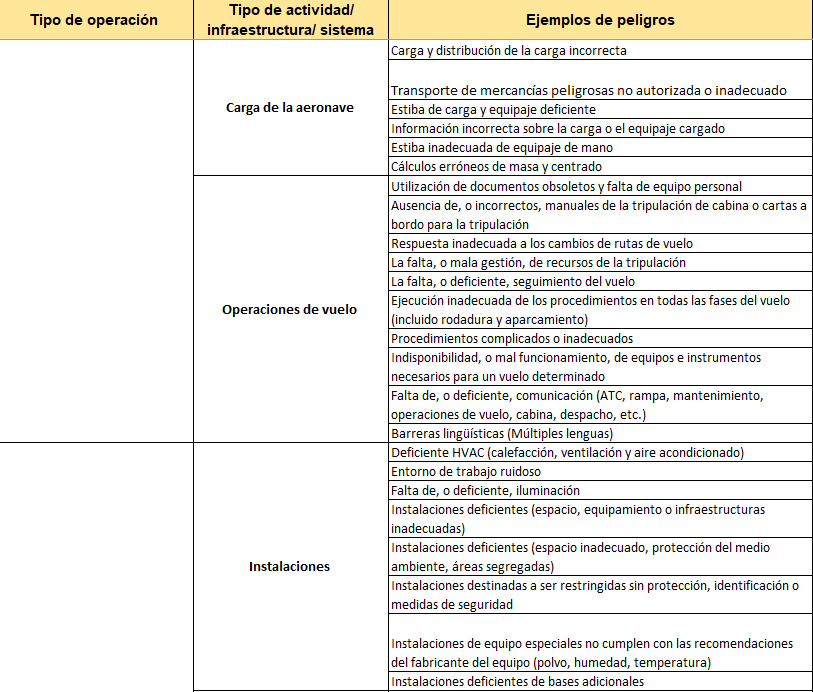 Tipo de operación
Tipo de actividad/
infraestructura/ sistema
Ejemplos de peligros
Carga de la aeronave
Carga y distribución de la carga incorrecta
Transporte de mercancías peligrosas no autorizada o inadecuado
Estiba de carga y equipaje deficiente
Información incorrecta sobre la carga o el equipaje cargado
Estiba inadecuada de equipaje de mano
Cálculos erróneos de masa y centrado
Operaciones de vuelo
Utilización de documentos obsoletos y falta de equipo personal
Ausencia de, o incorrectos, manuales de la tripulación de cabina o cartas a
bordo para la tripulación
Respuesta inadecuada a los cambios de rutas de vuelo
La falta, o mala gestión, de recursos de la tripulación
La falta, o deficiente, seguimiento del vuelo
Ejecución inadecuada de los procedimientos en todas las fases del vuelo
(incluido rodadura y aparcamiento)
Procedimientos complicados o inadecuados
Indisponibilidad, o mal funcionamiento, de equipos e instrumentos
necesarios para un vuelo determinado
Falta de, o deficiente, comunicación (ATC, rampa, mantenimiento,
operaciones de vuelo, cabina, despacho, etc.)
Barreras lingüísticas (Múltiples lenguas)
Instalaciones
Deficiente HVAC (calefacción, ventilación y aire acondicionado)
Entorno de trabajo ruidoso
Falta de, o deficiente, iluminación
Instalaciones deficientes (espacio, equipamiento o infraestructuras
inadecuadas)
Instalaciones deficientes (espacio inadecuado, protección del medio
ambiente, áreas segregadas)
Instalaciones destinadas a ser restringidas sin protección, identificación o
medidas de seguridad
Instalaciones de equipo especiales no cumplen con las recomendaciones
del fabricante del equipo (polvo, humedad, temperatura)
Instalaciones deficientes de bases adicionales